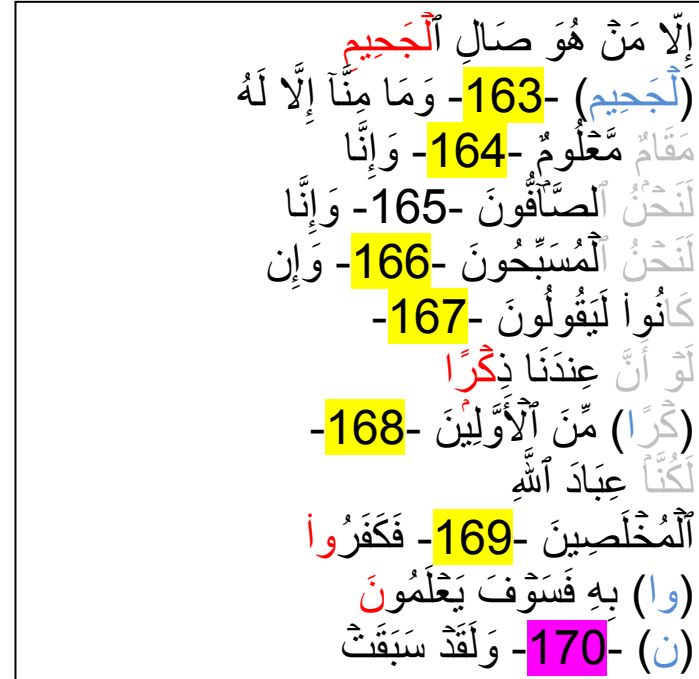 إِلَّا مَنۡ هُوَ صَالِ ٱلۡجَحِيمِ
(لۡجَحِيم) -163- وَمَا مِنَّآ إِلَّا لَهُ
مَقَامٌ مَّعۡلُومٌ -164- وَإِنَّا
لَنَحۡنُ ٱلصَّآفُّونَ -165- وَإِنَّا
لَنَحۡنُ ٱلۡمُسَبِّحُونَ -166- وَإِن
كَانُواْ لَيَقُولُونَ -167-
لَوۡ أَنَّ عِندَنَا ذِكۡرًا
(كۡرًا) مِّنَ ٱلۡأَوَّلِينَ -168-
لَكُنَّا عِبَادَ ٱللَّهِ
ٱلۡمُخۡلَصِينَ -169- فَكَفَرُواْ
(وا) بِهِ فَسَوۡفَ يَعۡلَمُونَ
(ن) -170- وَلَقَدۡ سَبَقَتۡ